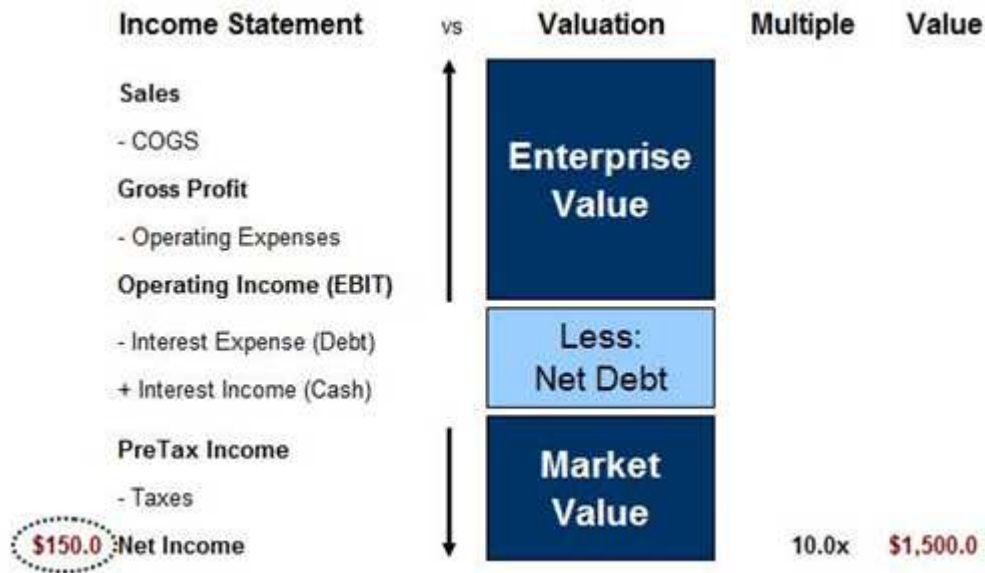 Income Statement vs Valuation Multiple Value
Sales
- COGS
Gross Profit
- Operating Expenses
Operating Income (EBIT)
Enterprise
Value
- Interest Expense (Debt)
+ Interest Income (Cash)
Less:
Net Debt
PreTax Income
- Taxes
Market
Value
$150.0 Net Income 10.0x $1,500.0